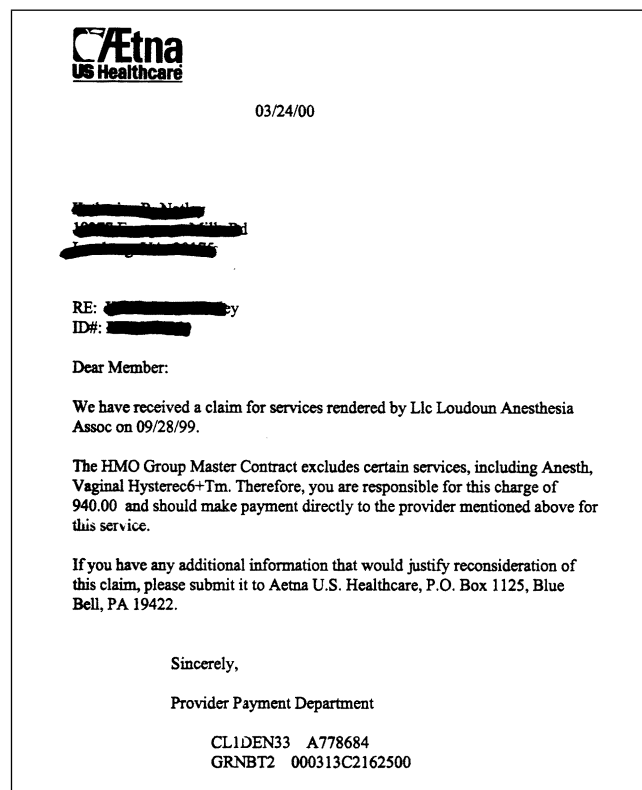 Ætna
US Healthcare
03/24/00
RE:
ID#:
Dear Member:
We have received a claim for services rendered by Llc Loudoun Anesthesia
Assoc on 09/28/99.
The HMO Group Master Contract excludes certain services, including Anesth,
Vaginal Hysterec6+Tm. Therefore, you are responsible for this charge of
940.00 and should make payment directly to the provider mentioned above for
this service.
If you have any additional information that would justify reconsideration of
this claim, please submit it to Aetna U.S. Healthcare, P.O. Box 1125, Blue
Bell, PA 19422.
Sincerely,
Provider Payment Department
CL1DEN33 A778684
GRNBT2 000313C2162500